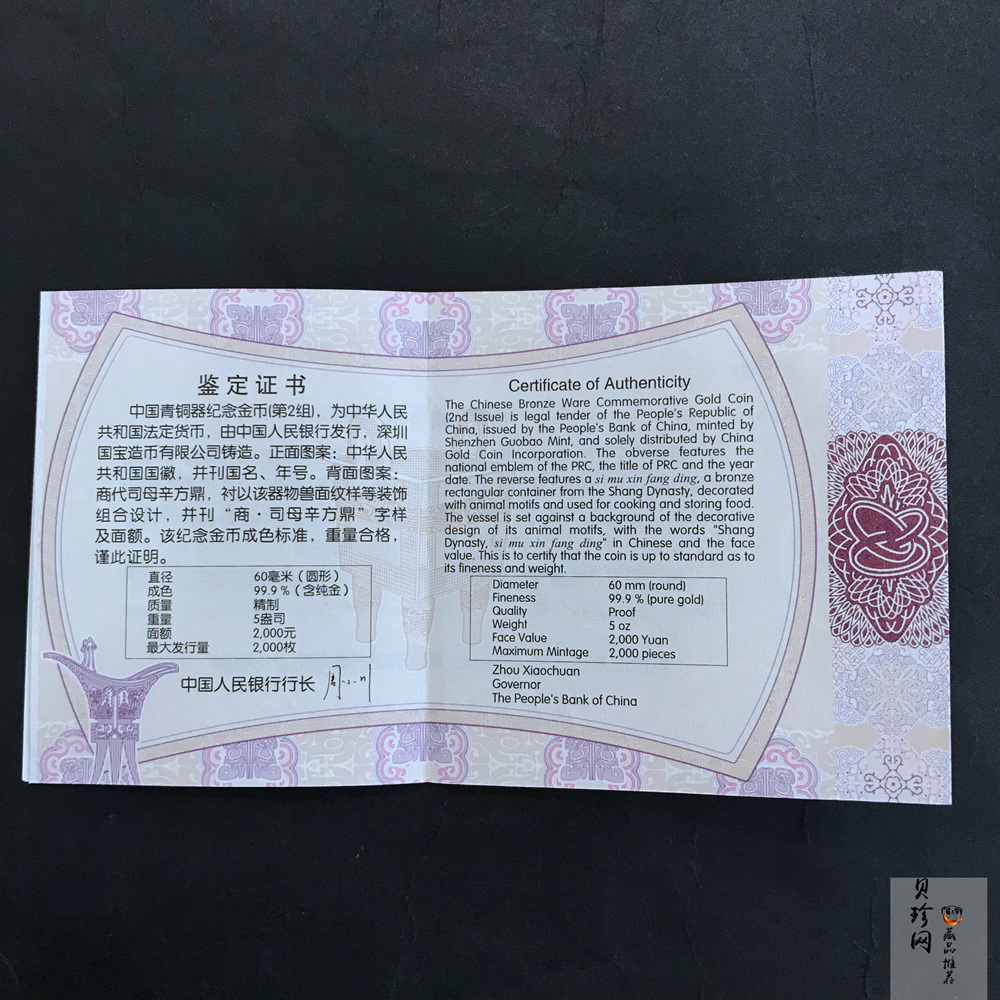 鉴定证书
中国青铜器纪念金币(第2组)，为中华人民
共和国法定货币，由中国人民银行发行，深圳
国宝造币有限公司铸造。正面图案：中华人民
共和国国徽，并刊国名、年号。背面图案：
商代司母辛方鼎，衬以该器物兽面纹样等装饰
组合设计，并刊“商·司母辛方鼎”字样
及面额。该纪念金币成色标准，重量合格，
谨此证明。
直径 60毫米（圆形）
成色 99.9％（含纯金）
质量 精制
重量 5盎司
面额 2,000元
最大发行量 2,000枚
中国人民银行行长
Certificate of Authenticity
The Chinese Bronze Ware Commemorative Gold Coin
(2nd Issue) is legal tender of the People's Republic of
China, issued by the People's Bank of China, minted by
Shenzhen Guobao Mint, and solely distributed by China
Gold Coin Incorporation. The obverse features the
national emblem of the PRC, the title of PRC and the year
date. The reverse features a si mu xin fang ding, a bronze
rectangular container from the Shang Dynasty, decorated
with animal motifs and used for cooking and storing food.
The vessel is set against a background of the decorative
design of its animal motifs, with the words "Shang
Dynasty, si mu xin fang ding" in Chinese and the face
value. This is to certify that the coin is up to standard as to
its fineness and weight.
Diameter 60 mm (round)
Fineness 99.9 % (pure gold)
Quality Proof
Weight 5 oz
Face Value 2,000 Yuan
Maximum Mintage 2,000 pieces
Zhou Xiaochuan
Governor
The People's Bank of China
贝珍网
藏品推荐